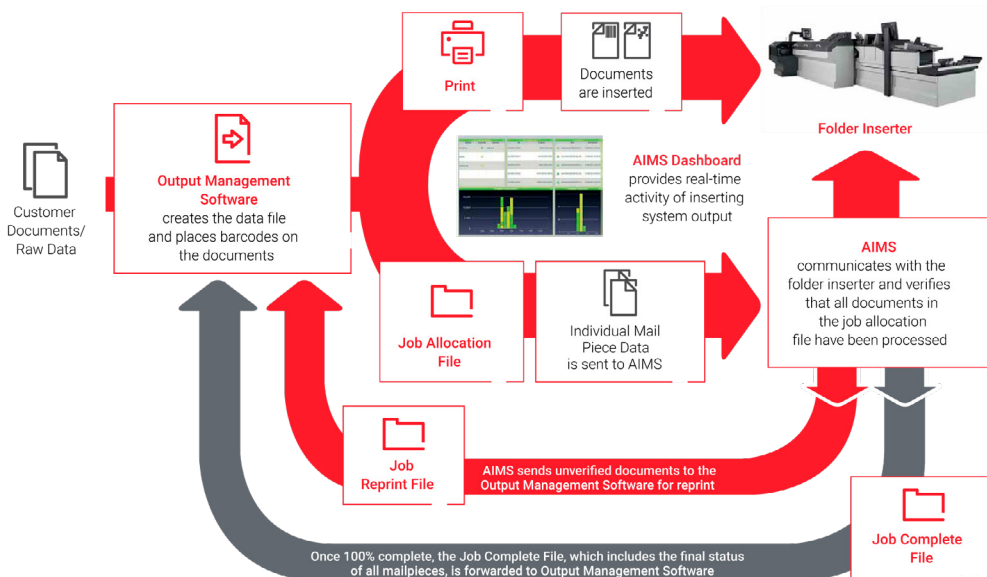 Customer
Documents/
Raw Data
Output Management
Software
creates the data file
and places barcodes on
the documents
Print
Documents
are inserted
Folder Inserter
AIMS Dashboard
provides real-time
activity of inserting
system output
Job Allocation
File
Individual Mail
Piece Data
is sent to AIMS
AIMS
communicates with the
folder inserter and verifies
that all documents in
the job allocation
file have been processed
Job
Reprint File
AIMS sends unverified documents to the
Output Management Software for reprint
Job Complete
File
Once 100% complete, the Job Complete File, which includes the final status
of all mailpieces, is forwarded to Output Management Software